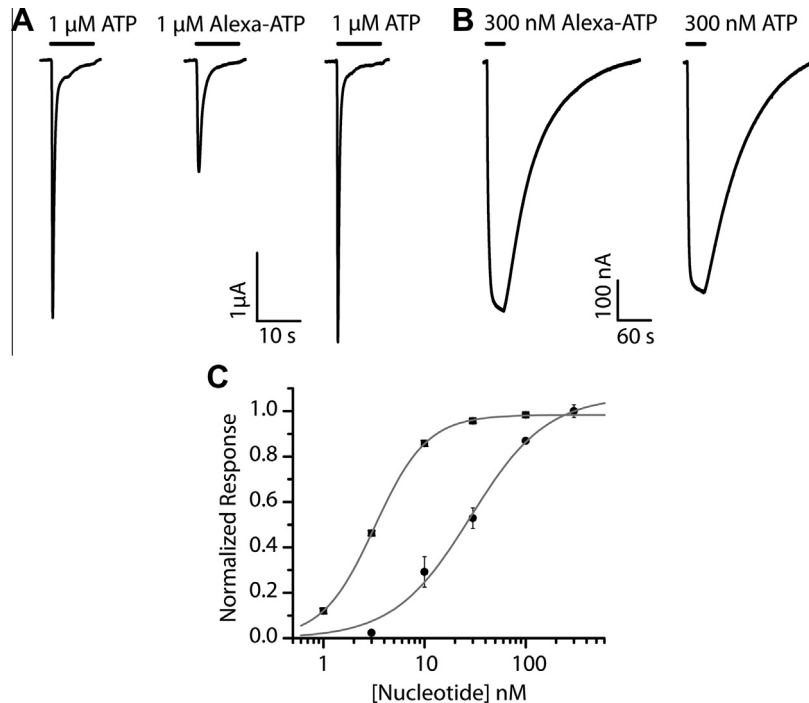 A
1 µM ATP
1 µM Alexa-ATP
1 µM ATP
B
300 nM Alexa-ATP
300 nM ATP
1µA
10 s
100 nA
60 s
C
Normalized Response
1.0
0.8
0.6
0.4
0.2
0.0
1
10
100
[Nucleotide] nM